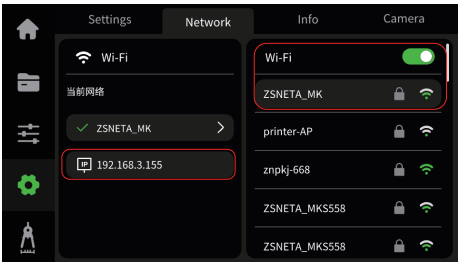 Settings
Network
Info
Camera
Wi-Fi
当前网络
ZSNETA_MK
IP 192.168.3.155
Wi-Fi
ZSNETA_MK
printer-AP
znpkj-668
ZSNETA_MKS558
ZSNETA_MKS558